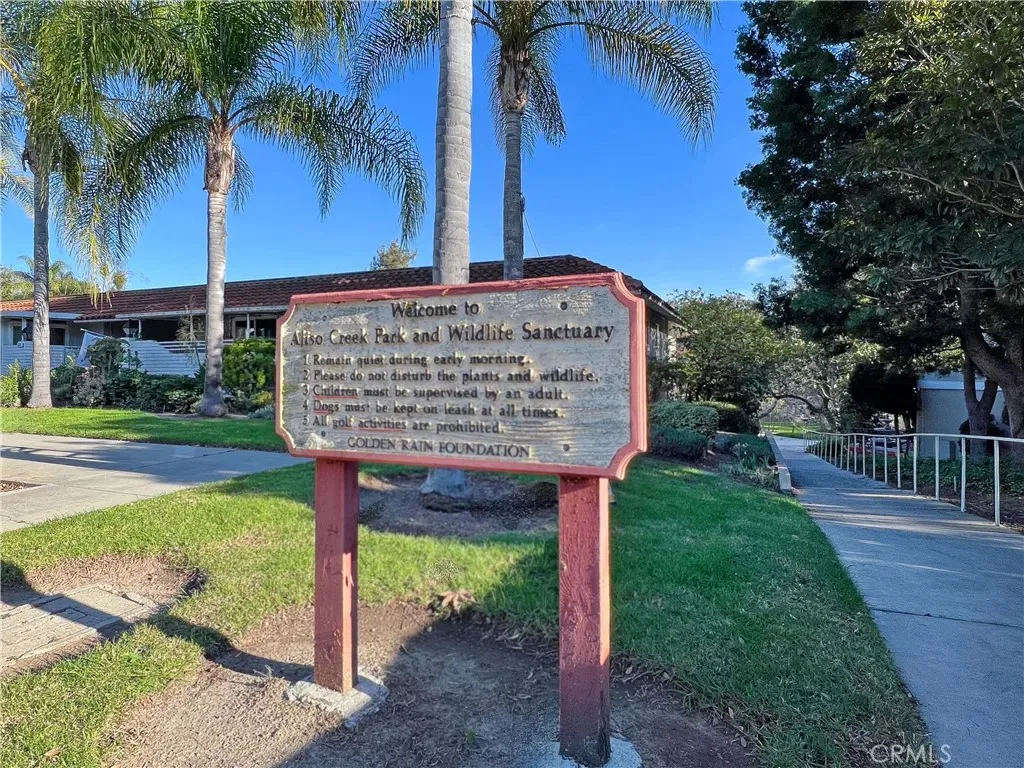 Welcome to
Aliso Creek Park and Wildlife Sanctuary
1 Remain quiet during early morning.
2 Please do not disturb the plants and wildlife.
3 Children must be supervised by an adult.
4 Dogs must be kept on leash at all times.
5 All golf activities are prohibited.
GOLDEN RAIN FOUNDATION
CRMLS